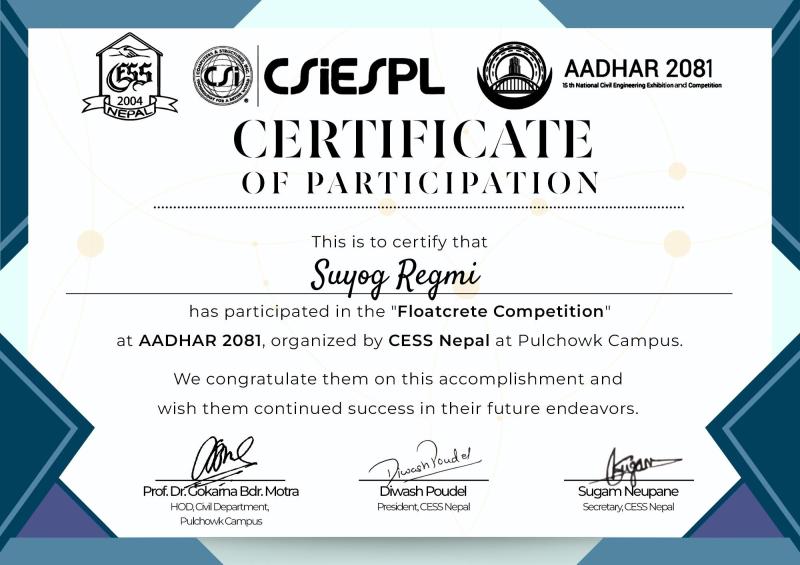 CESS
2004
NEPAL
COMPUTERS & STRUCTURES, INC.
CSi
CSiESPL
AADHAR 2081
15 th National Civil Engineering Exhibition and Competition
CERTIFICATE
OF PARTICIPATION
This is to certify that
Suyog Regmi
has participated in the "Floatcrete Competition"
at AADHAR 2081, organized by CESS Nepal at Pulchowk Campus.
We congratulate them on this accomplishment and
wish them continued success in their future endeavors.
Diwash Poudel
Sugam
Prof. Dr. Gokarna Bdr. Motra
HOD, Civil Department,
Pulchowk Campus
Diwash Poudel
President, CESS Nepal
Sugam Neupane
Secretary, CESS Nepal